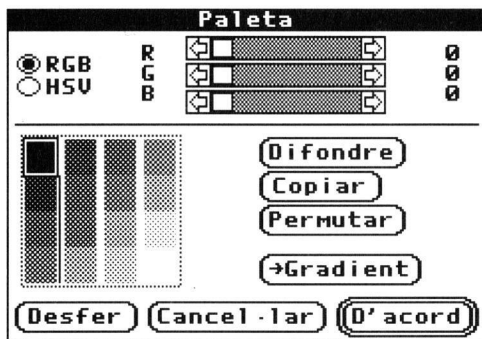 Paleta
RGB R 0
HSV G 0
B 0
Difondre
Copiar
Permutar
→Gradient
Desfer Cancel·lar D'acord